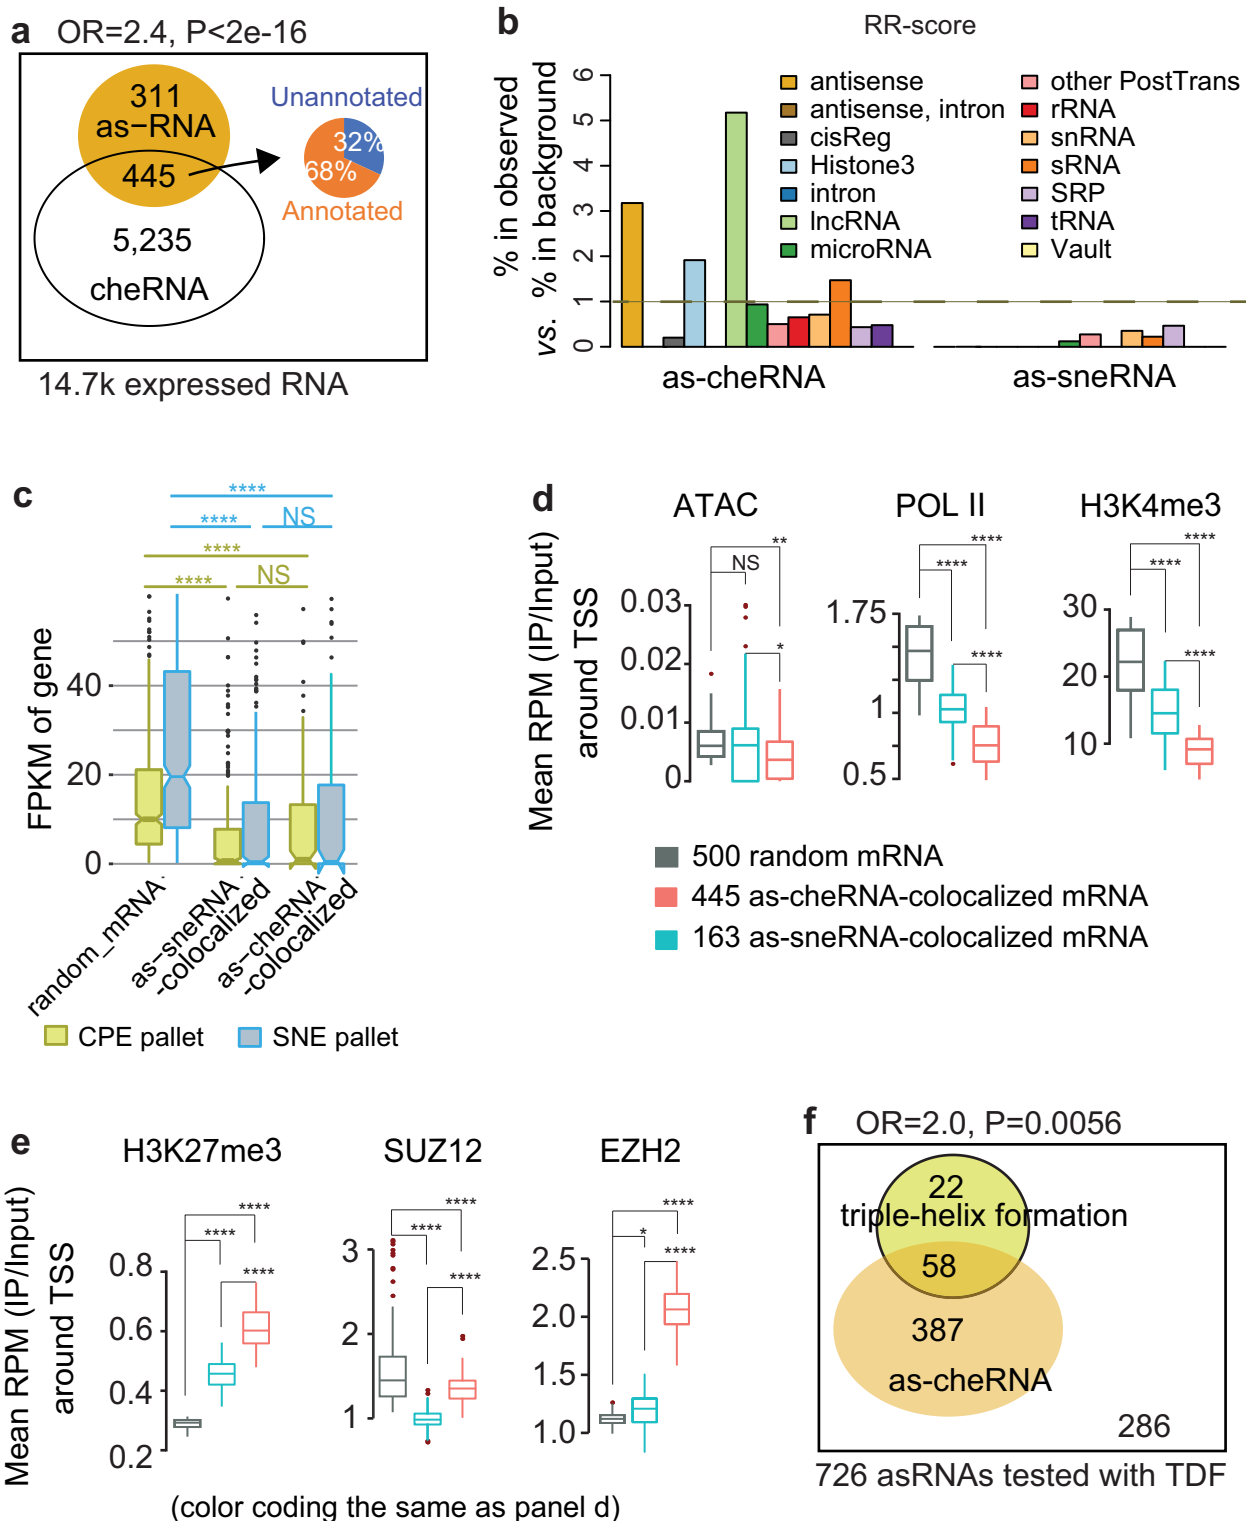 a
OR=2.4, P<2e-16
311
as−RNA
445
5,235
cheRNA
Unannotated
32%
68%
Annotated
14.7k expressed RNA
b
RR-score
% in observed
vs. % in background
6
5
4
3
2
1
0
antisense
antisense, intron
cisReg
Histone3
intron
lncRNA
microRNA
other PostTrans
rRNA
snRNA
sRNA
SRP
tRNA
Vault
as-cheRNA
as-sneRNA
c
****
****
NS
****
****
NS
FPKM of gene
40
20
0
random_mRNA
as−sneRNA
-colocalized
as−cheRNA
-colocalized
CPE pallet
SNE pallet
d
ATAC
POL II
H3K4me3
Mean RPM (IP/Input)
around TSS
**
NS
*
0.03
0.02
0.01
0
****
****
****
1.75
1
0.5
****
****
****
30
20
10
500 random mRNA
445 as-cheRNA-colocalized mRNA
163 as-sneRNA-colocalized mRNA
e
H3K27me3
SUZ12
EZH2
Mean RPM (IP/Input)
around TSS
****
****
****
0.8
0.6
0.4
0.2
****
****
****
3
2
1
****
*
****
2.5
2.0
1.5
1.0
(color coding the same as panel d)
f
OR=2.0, P=0.0056
22
triple-helix formation
58
387
as-cheRNA
286
726 asRNAs tested with TDF